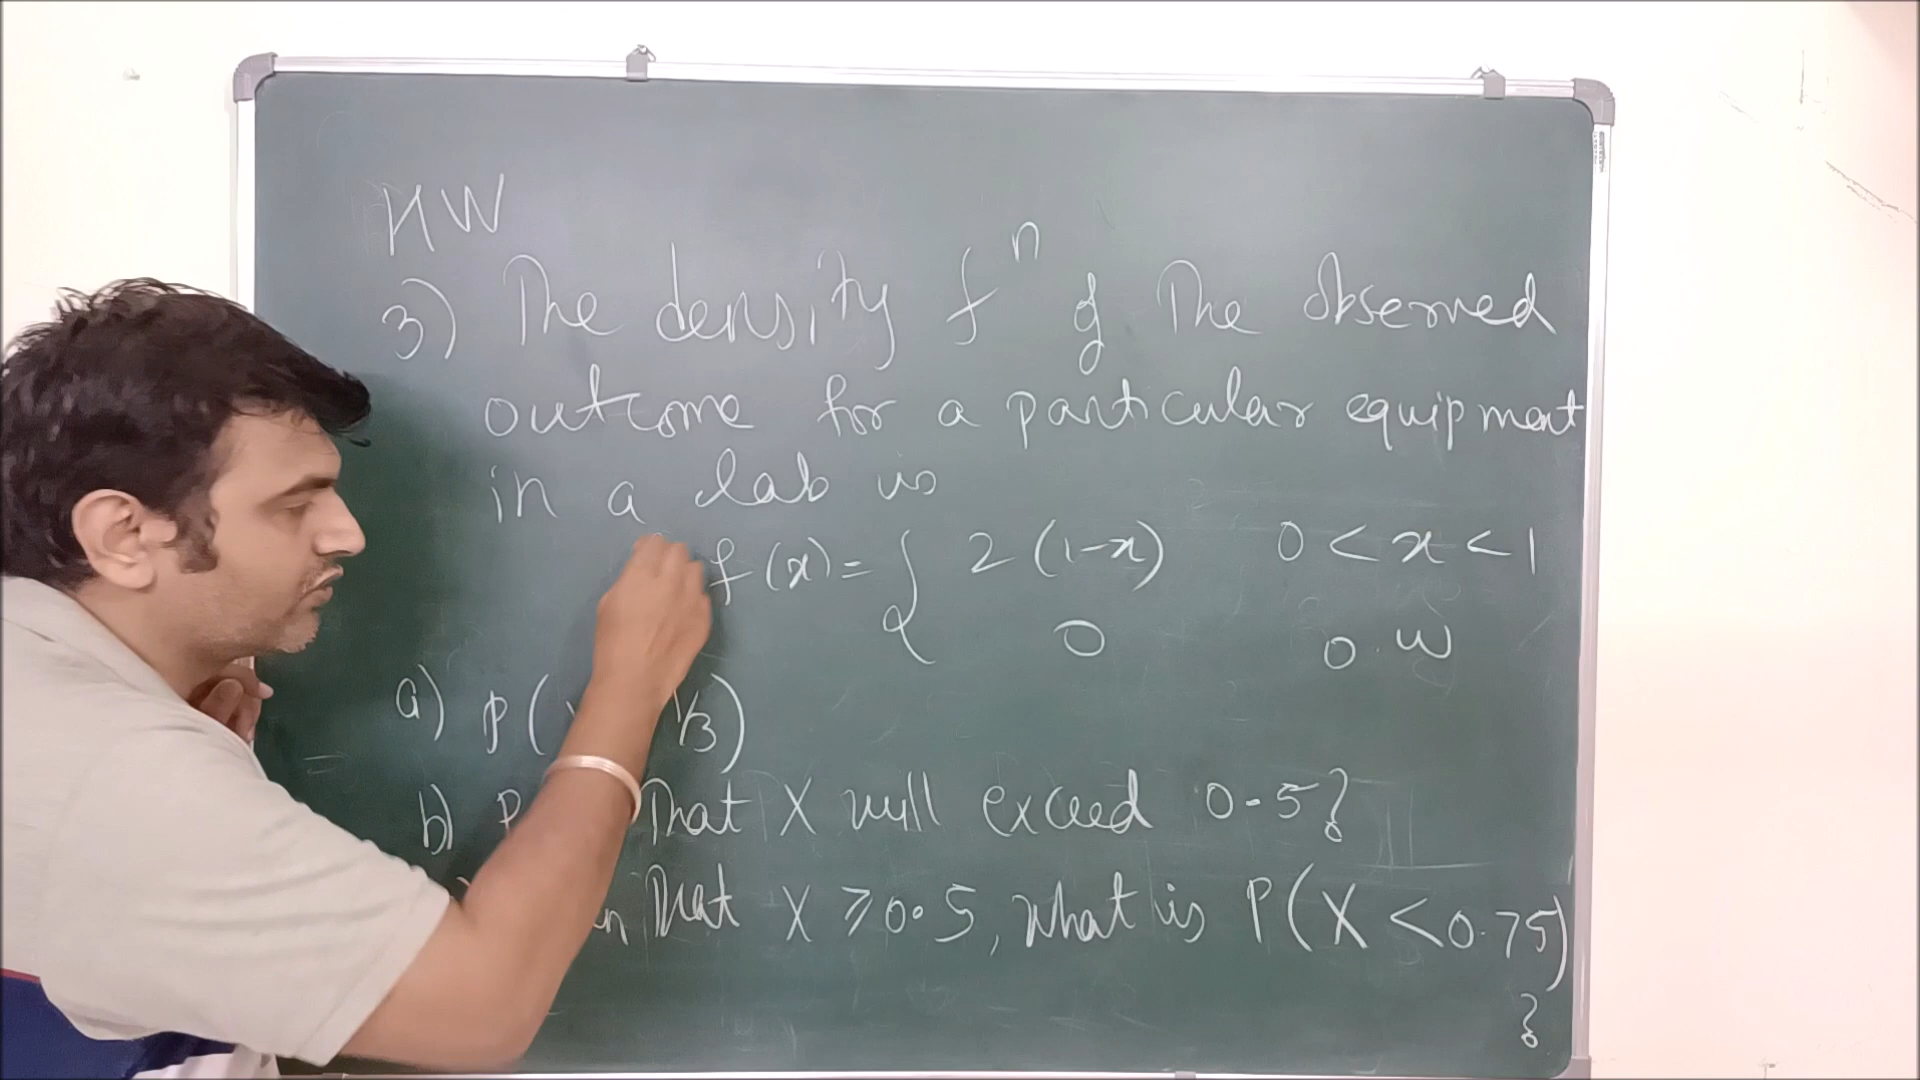 HW
3) The density fⁿ of the observed
outcome for a particular equipment
in a lab is
f(x) = { 2(1-x) 0 < x < 1
0 0.w
a) P( 1/3)
b) P that X will exceed 0.5?
n that X ≥ 0.5, what is P(X < 0.75)
?